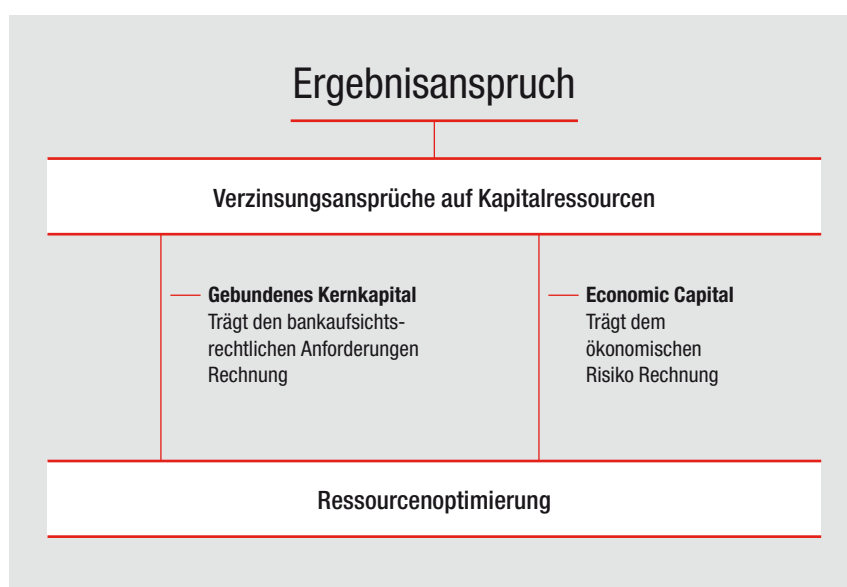 Ergebnisanspruch
Verzinsungsansprüche auf Kapitalressourcen
Gebundenes Kernkapital
Trägt den bankaufsichts-
rechtlichen Anforderungen
Rechnung
Economic Capital
Trägt dem
ökonomischen
Risiko Rechnung
Ressourcenoptimierung